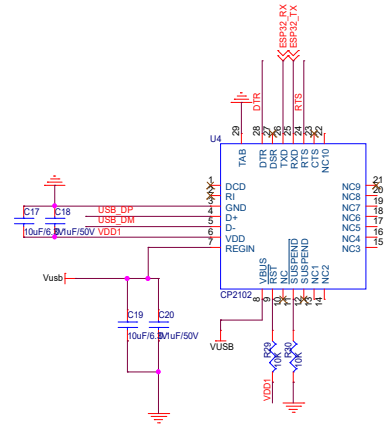 ESP32_RX
ESP32_TX
DTR
RTS
29
28
27
26
25
24
23
22
U4
TAB
DTR
DSR
TXD
RXD
RTS
CTS
NC10
1
2
3
4
5
6
7
DCD
RI
GND
D+
D-
VDD
REGIN
NC9
NC8
NC7
NC6
NC5
NC4
NC3
21
20
19
18
17
16
15
USB_DP
USB_DM
VDD1
C17
C18
10uF/6.3V
0.1uF/50V
Vusb
VBUS
RST
NC
SUSPEND
SUSPEND
NC1
NC2
CP2102
8
9
10
11
12
13
14
C19
C20
10uF/6.3V
0.1uF/50V
VUSB
R29
10K
R30
10K
VDD1